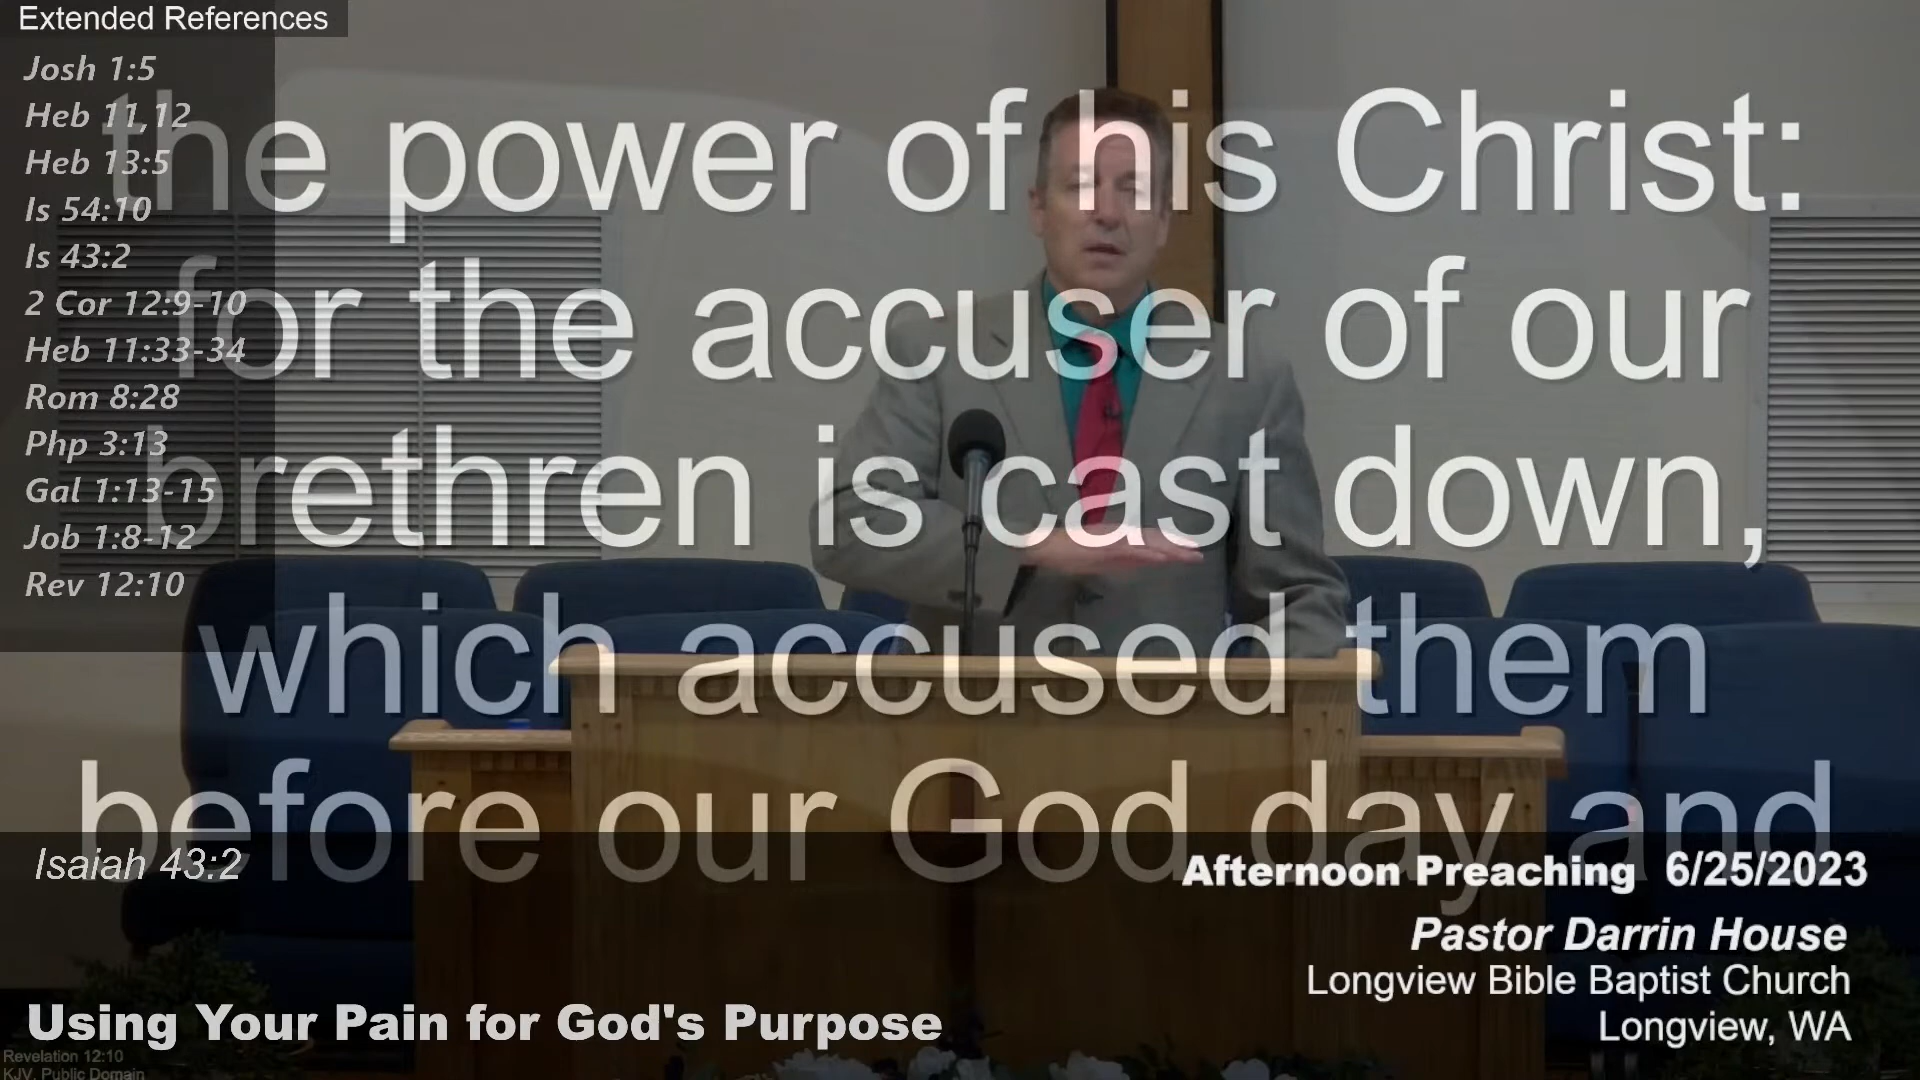 Extended References
Josh 1:5
Heb 11,12
Heb 13:5
Is 54:10
Is 43:2
2 Cor 12:9-10
Heb 11:33-34
Rom 8:28
Php 3:13
Gal 1:13-15
Job 1:8-12
Rev 12:10
the power of his Christ:
for the accuser of our
brethren is cast down,
which accused them
before our God day and
Isaiah 43:2
Afternoon Preaching 6/25/2023
Pastor Darrin House
Longview Bible Baptist Church
Longview, WA
Using Your Pain for God's Purpose
Revelation 12:10
KJV, Public Domain